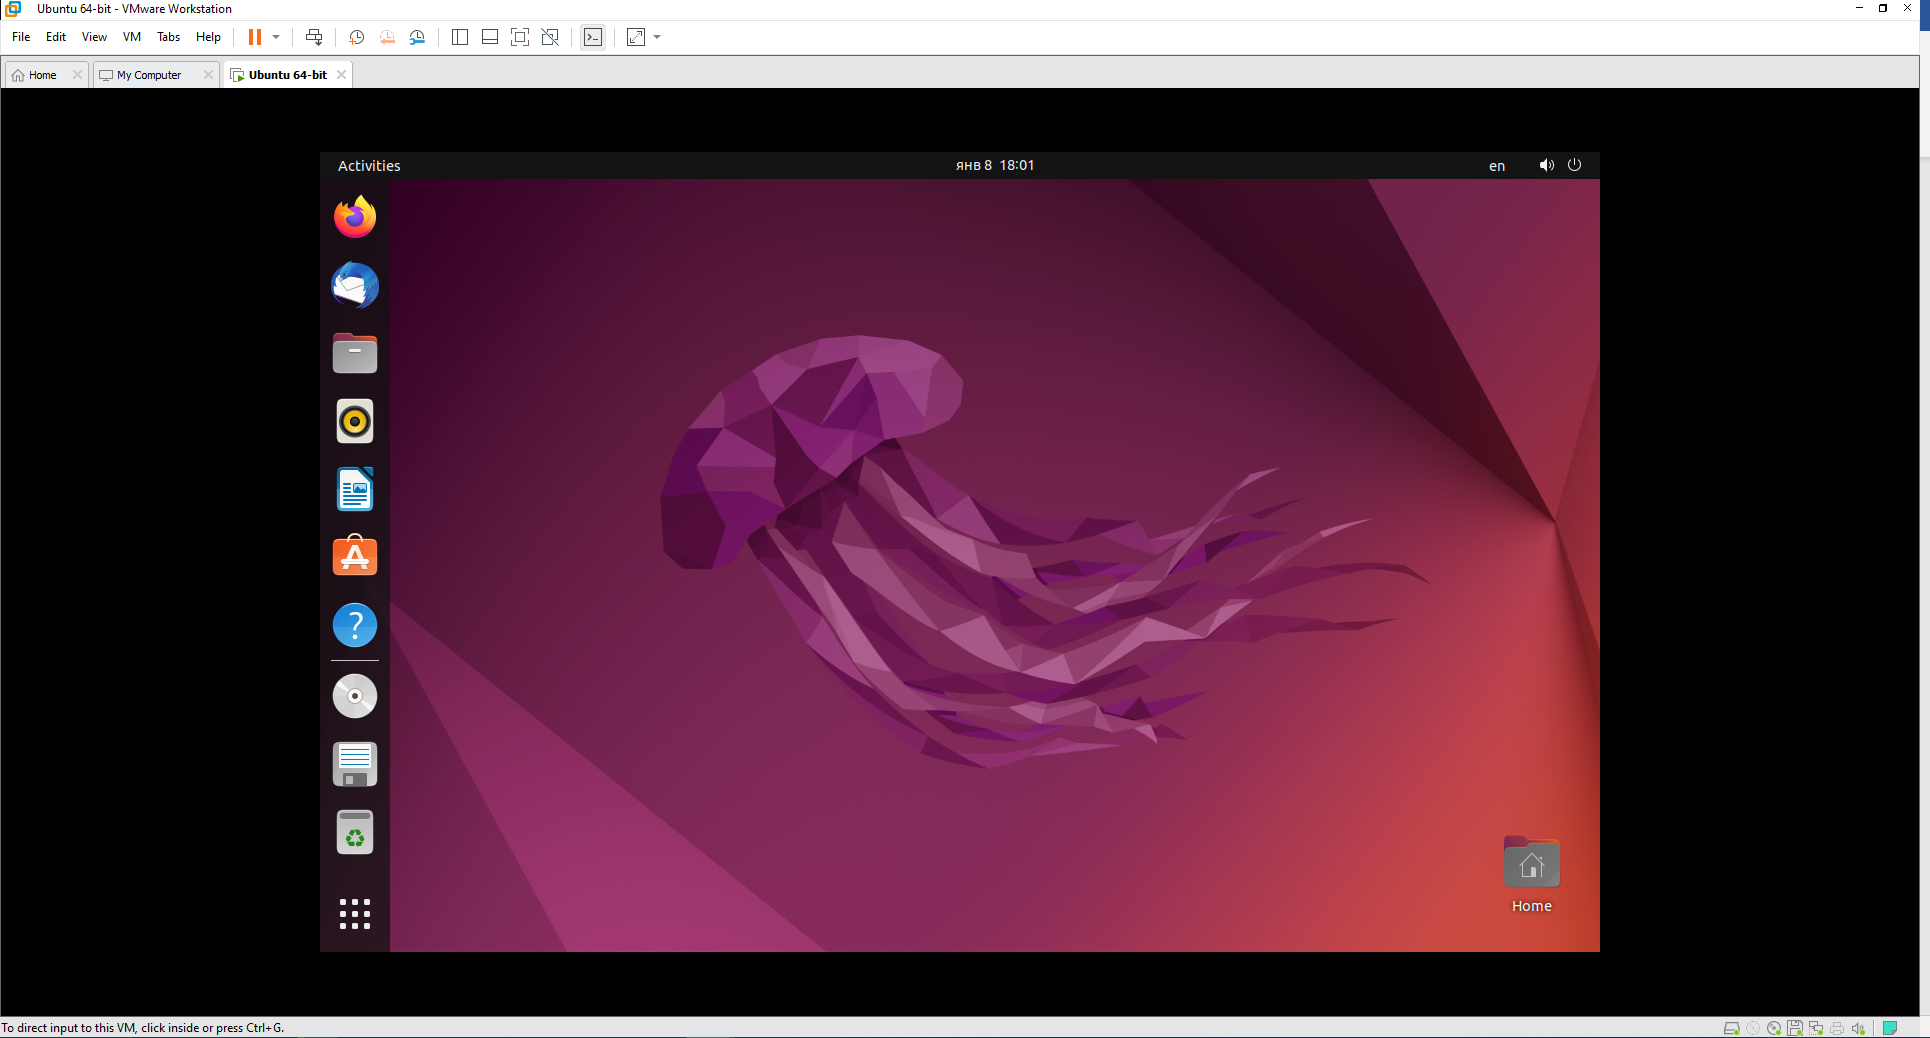 Ubuntu 64-bit - VMware Workstation
File Edit View VM Tabs Help
Home My Computer Ubuntu 64-bit
Activities янв 8 18:01 en
Home
To direct input to this VM, click inside or press Ctrl+G.